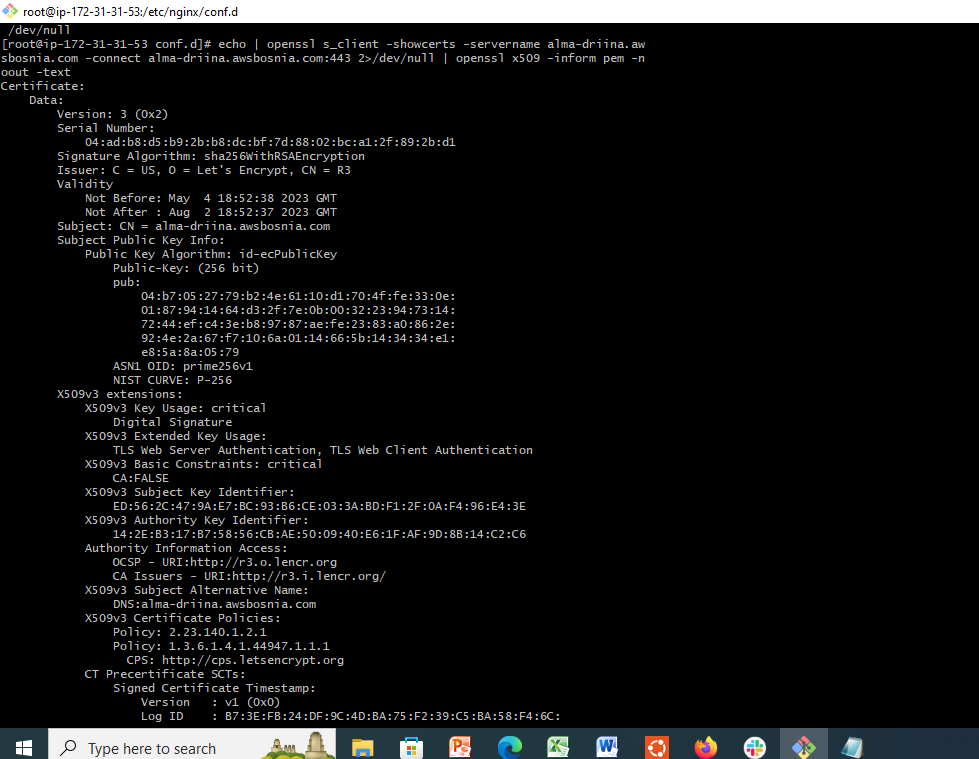 root@ip-172-31-31-53:/etc/nginx/conf.d
/dev/null
[root@ip-172-31-31-53 conf.d]# echo | openssl s_client -showcerts -servername alma-driina.aw
sbosnia.com -connect alma-driina.awsbosnia.com:443 2>/dev/null | openssl x509 -inform pem -n
oout -text
Certificate:
Data:
Version: 3 (0x2)
Serial Number:
04:ad:b8:d5:b9:2b:b8:dc:bf:7d:88:02:bc:a1:2f:89:2b:d1
Signature Algorithm: sha256WithRSAEncryption
Issuer: C = US, O = Let's Encrypt, CN = R3
Validity
Not Before: May  4 18:52:38 2023 GMT
Not After : Aug  2 18:52:37 2023 GMT
Subject: CN = alma-driina.awsbosnia.com
Subject Public Key Info:
Public Key Algorithm: id-ecPublicKey
Public-Key: (256 bit)
pub:
04:b7:05:27:79:b2:4e:61:10:d1:70:4f:fe:33:0e:
01:87:94:14:64:d3:2f:7e:0b:00:32:23:94:73:14:
72:44:ef:c4:3e:b8:97:87:ae:fe:23:83:a0:86:2e:
92:4e:2a:67:f7:10:6a:01:14:66:5b:14:34:34:e1:
e8:5a:8a:05:79
ASN1 OID: prime256v1
NIST CURVE: P-256
X509v3 extensions:
X509v3 Key Usage: critical
Digital Signature
X509v3 Extended Key Usage:
TLS Web Server Authentication, TLS Web Client Authentication
X509v3 Basic Constraints: critical
CA:FALSE
X509v3 Subject Key Identifier:
ED:56:2C:47:9A:E7:BC:93:B6:CE:03:3A:BD:F1:2F:0A:F4:96:E4:3E
X509v3 Authority Key Identifier:
14:2E:B3:17:B7:58:56:CB:AE:50:09:40:E6:1F:AF:9D:8B:14:C2:C6
Authority Information Access:
OCSP - URI:http://r3.o.lencr.org
CA Issuers - URI:http://r3.i.lencr.org/
X509v3 Subject Alternative Name:
DNS:alma-driina.awsbosnia.com
X509v3 Certificate Policies:
Policy: 2.23.140.1.2.1
Policy: 1.3.6.1.4.1.44947.1.1.1
CPS: http://cps.letsencrypt.org
CT Precertificate SCTs:
Signed Certificate Timestamp:
Version   : v1 (0x0)
Log ID    : B7:3E:FB:24:DF:9C:4D:BA:75:F2:39:C5:BA:58:F4:6C:
Type here to search